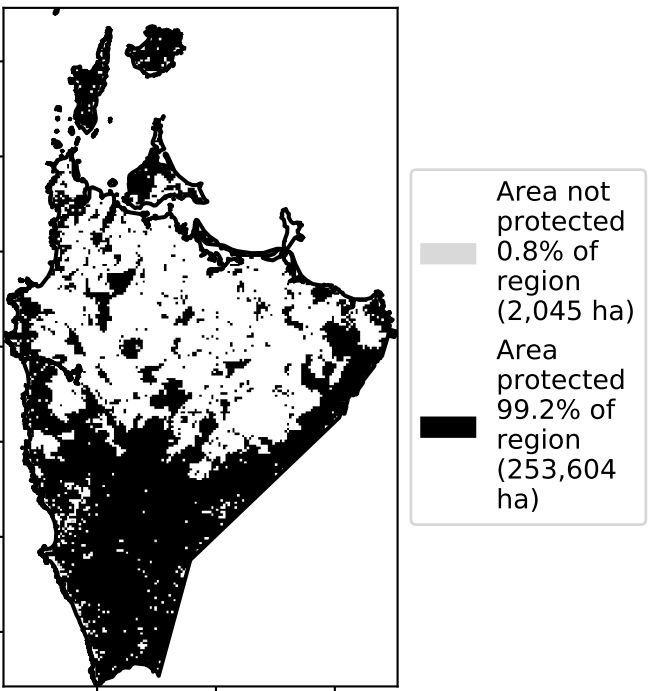 Area not
protected
0.8% of
region
(2,045 ha)
Area
protected
99.2% of
region
(253,604
ha)